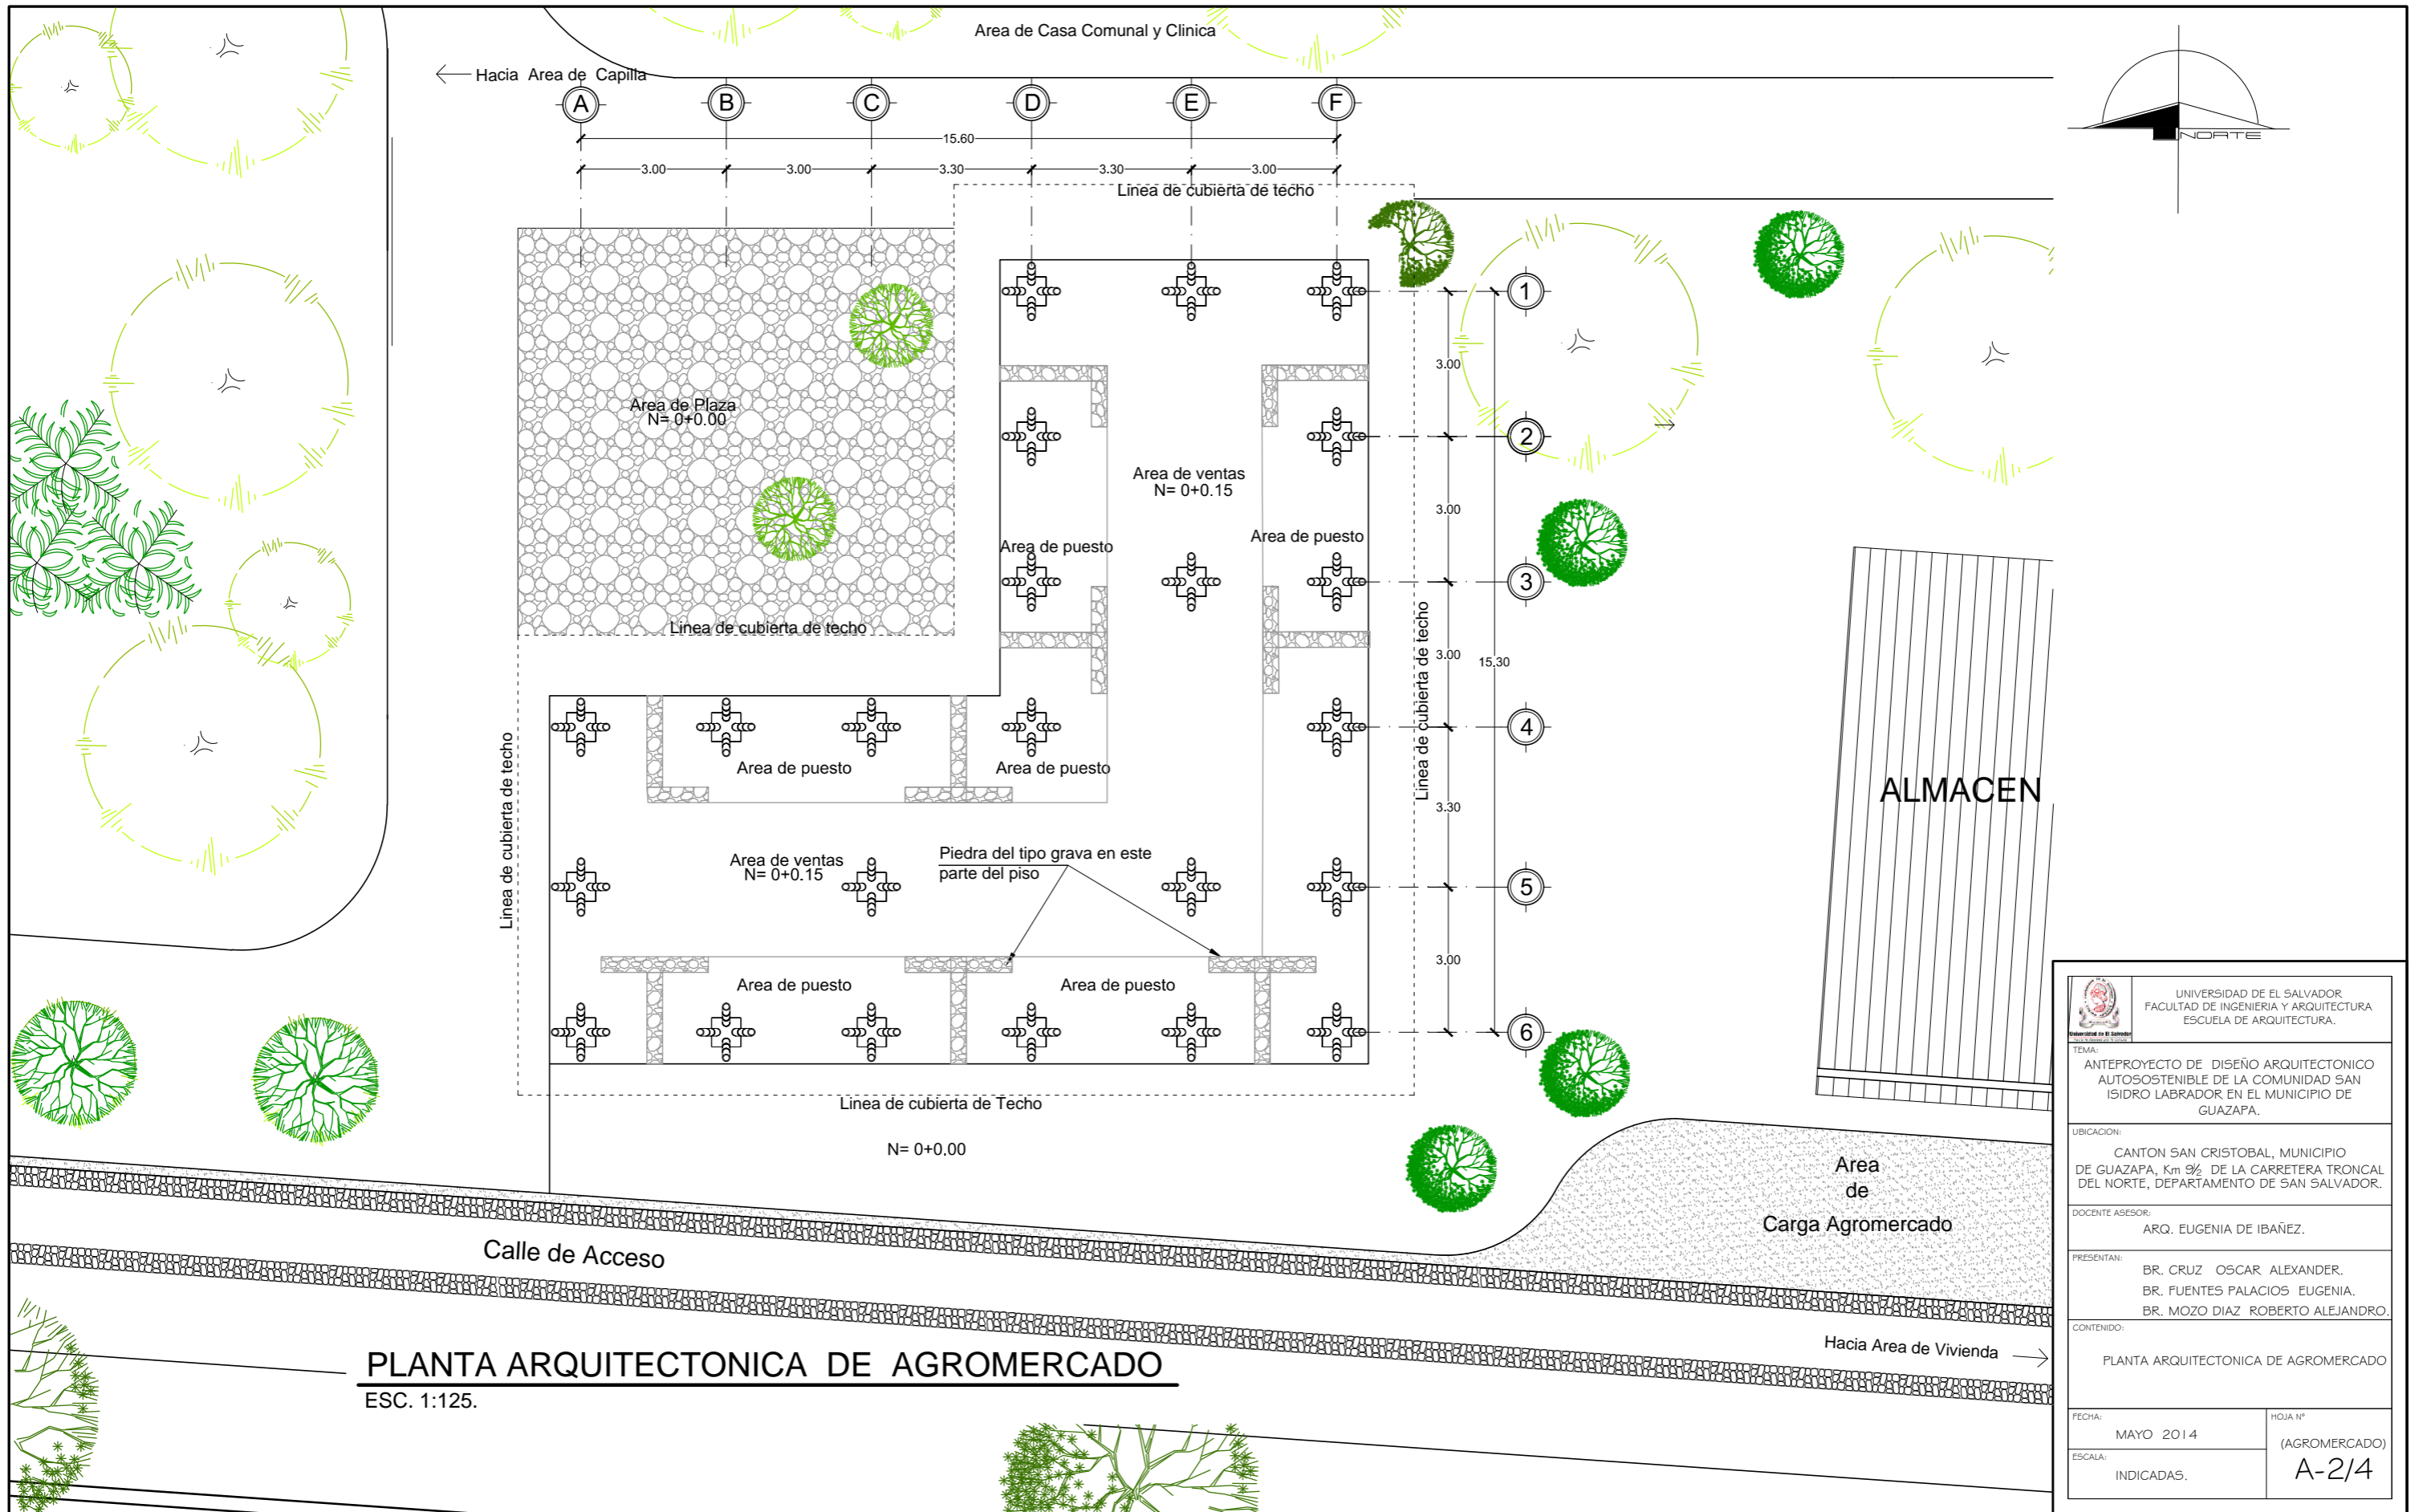 Area de Casa Comunal y Clinica
Hacia Area de Capilla
A
B
C
D
E
F
15.60
3.00
3.00
3.30
3.30
3.00
Linea de cubierta de techo
NORTE
1
2
3
4
5
6
3.00
3.00
3.00
3.30
3.00
15.30
Area de Plaza
N= 0+0.00
Area de ventas
N= 0+0.15
Area de puesto
Area de puesto
Linea de cubierta de techo
Linea de cubierta de techo
Linea de cubierta de techo
Area de puesto
Area de puesto
ALMACEN
Area de ventas
N= 0+0.15
Piedra del tipo grava en este
parte del piso
Area de puesto
Area de puesto
Linea de cubierta de Techo
N= 0+0.00
Area
de
Carga Agromercado
Calle de Acceso
Hacia Area de Vivienda
PLANTA ARQUITECTONICA DE AGROMERCADO
ESC. 1:125.
Universidad de El Salvador
UNIVERSIDAD DE EL SALVADOR
FACULTAD DE INGENIERIA Y ARQUITECTURA
ESCUELA DE ARQUITECTURA.
TEMA:
ANTEPROYECTO DE DISEÑO ARQUITECTONICO
AUTOSOSTENIBLE DE LA COMUNIDAD SAN
ISIDRO LABRADOR EN EL MUNICIPIO DE
GUAZAPA.
UBICACION:
CANTON SAN CRISTOBAL, MUNICIPIO
DE GUAZAPA, Km 9½ DE LA CARRETERA TRONCAL
DEL NORTE, DEPARTAMENTO DE SAN SALVADOR.
DOCENTE ASESOR:
ARQ. EUGENIA DE IBAÑEZ.
PRESENTAN:
BR. CRUZ OSCAR ALEXANDER.
BR. FUENTES PALACIOS EUGENIA.
BR. MOZO DIAZ ROBERTO ALEJANDRO.
CONTENIDO:
PLANTA ARQUITECTONICA DE AGROMERCADO
FECHA:
MAYO 2014
ESCALA:
INDICADAS.
HOJA Nº
(AGROMERCADO)
A-2/4